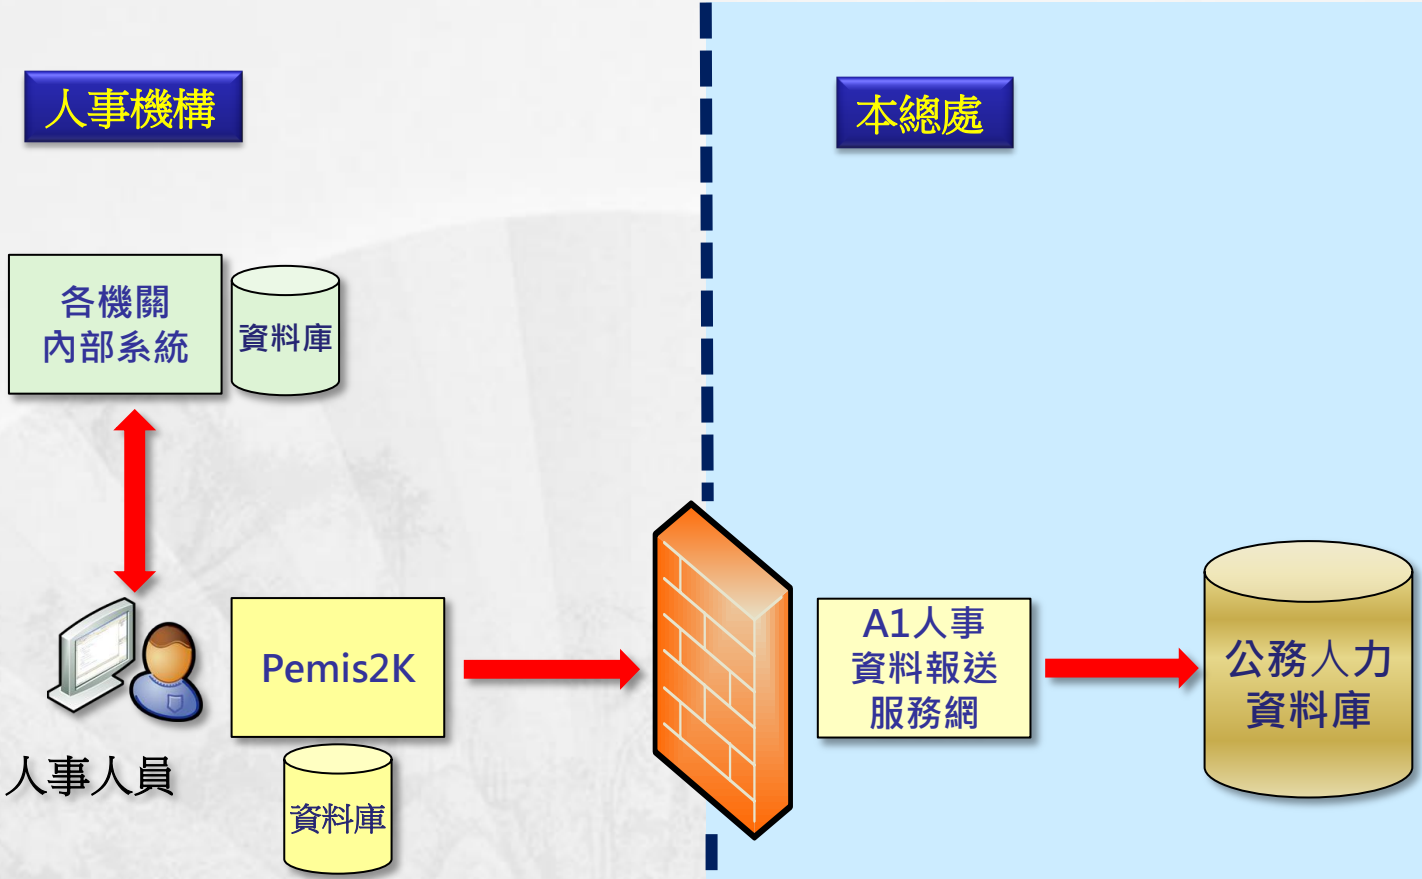 人事機構
本總處
各機關
內部系統
資料庫
Pemis2K
A1人事
資料報送
服務網
公務人力
資料庫
人事人員
資料庫